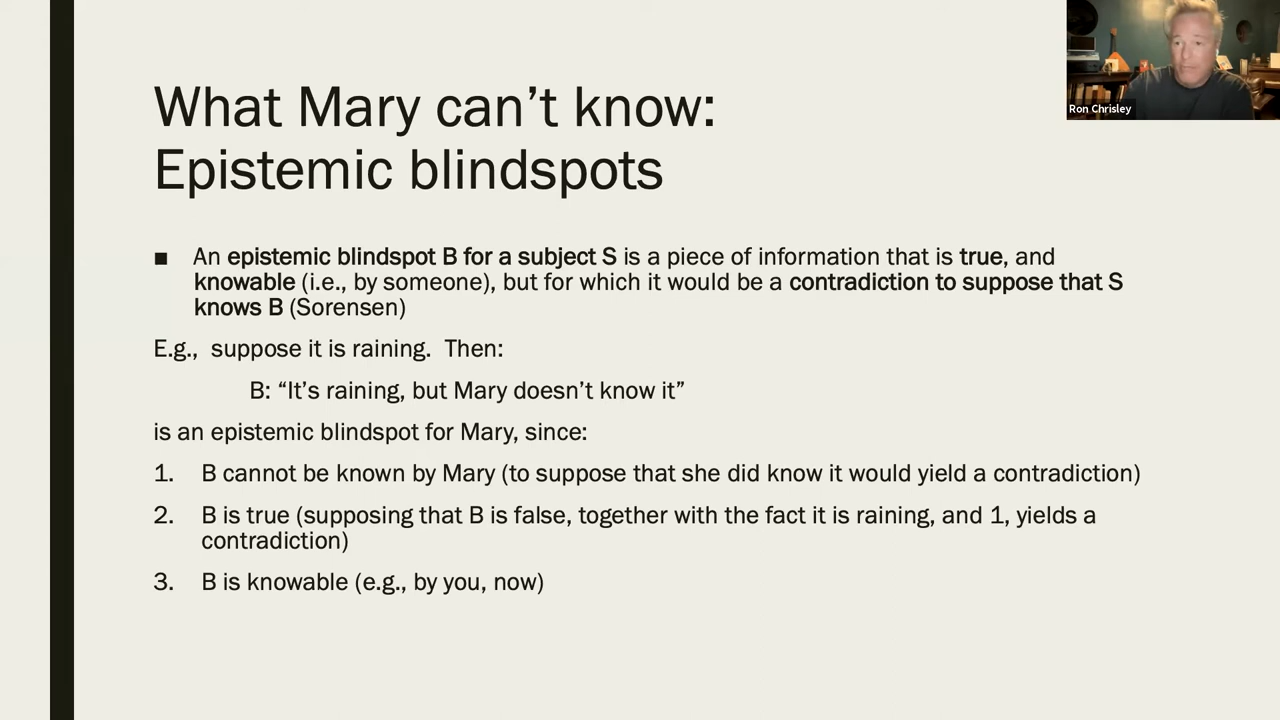 What Mary can’t know:
Epistemic blindspots
■ An epistemic blindspot B for a subject S is a piece of information that is true, and
knowable (i.e., by someone), but for which it would be a contradiction to suppose that S
knows B (Sorensen)
E.g., suppose it is raining. Then:
B: “It’s raining, but Mary doesn’t know it”
is an epistemic blindspot for Mary, since:
1. B cannot be known by Mary (to suppose that she did know it would yield a contradiction)
2. B is true (supposing that B is false, together with the fact it is raining, and 1, yields a
contradiction)
3. B is knowable (e.g., by you, now)
Ron Chrisley